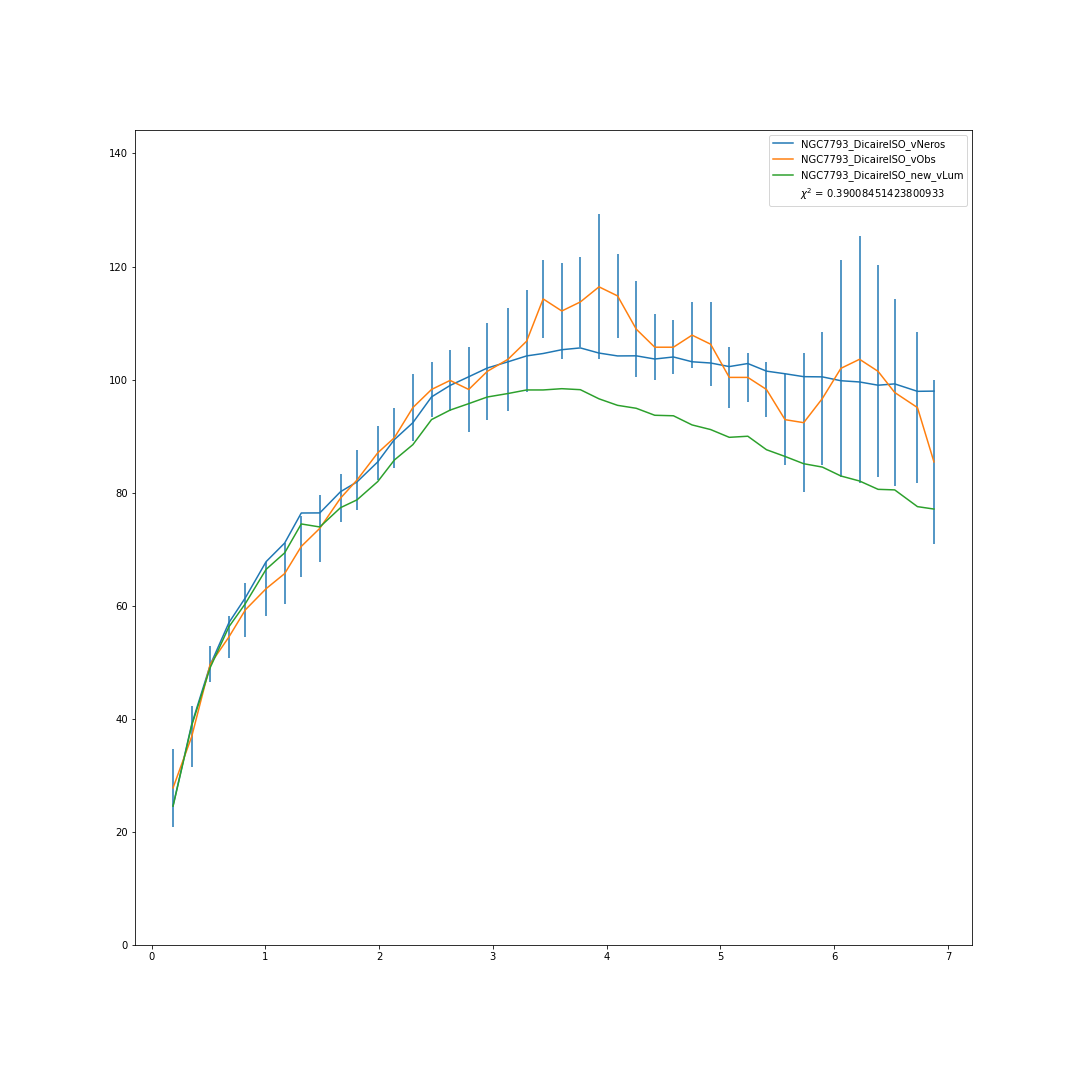 NGC7793_DicaireISO_vNeros
NGC7793_DicaireISO_vObs
NGC7793_DicaireISO_new_vLum
χ² = 0.39008451423800933
140
120
100
80
60
40
20
0
0 1 2 3 4 5 6 7